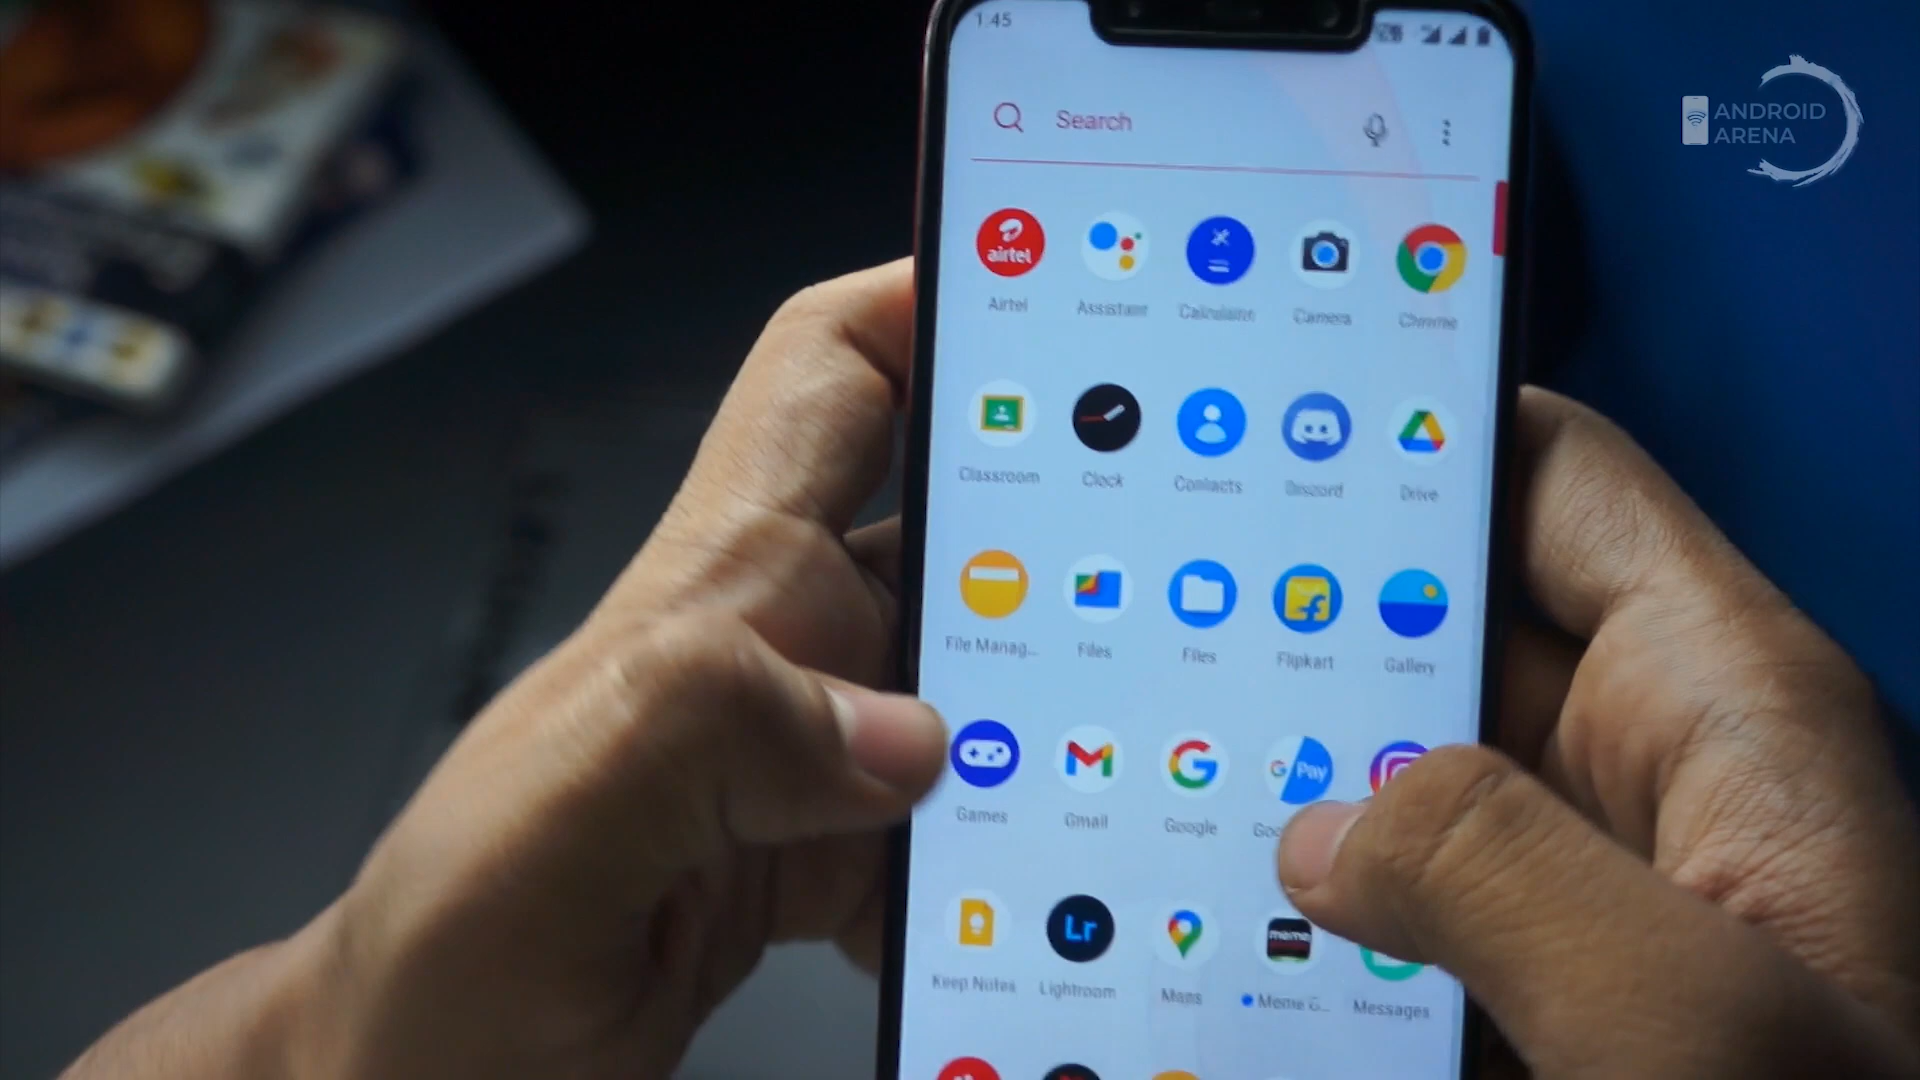 1:45
ANDROID
ARENA
Search
airtel
Airtel
Assistant
Calculator
Camera
Chrome
Classroom
Clock
Contacts
Discord
Drive
File Manag...
Files
Files
Flipkart
Gallery
G Pay
Games
Gmail
Google
Lr
meme
Keep Notes
Lightroom
Maps
Meme G...
Messages